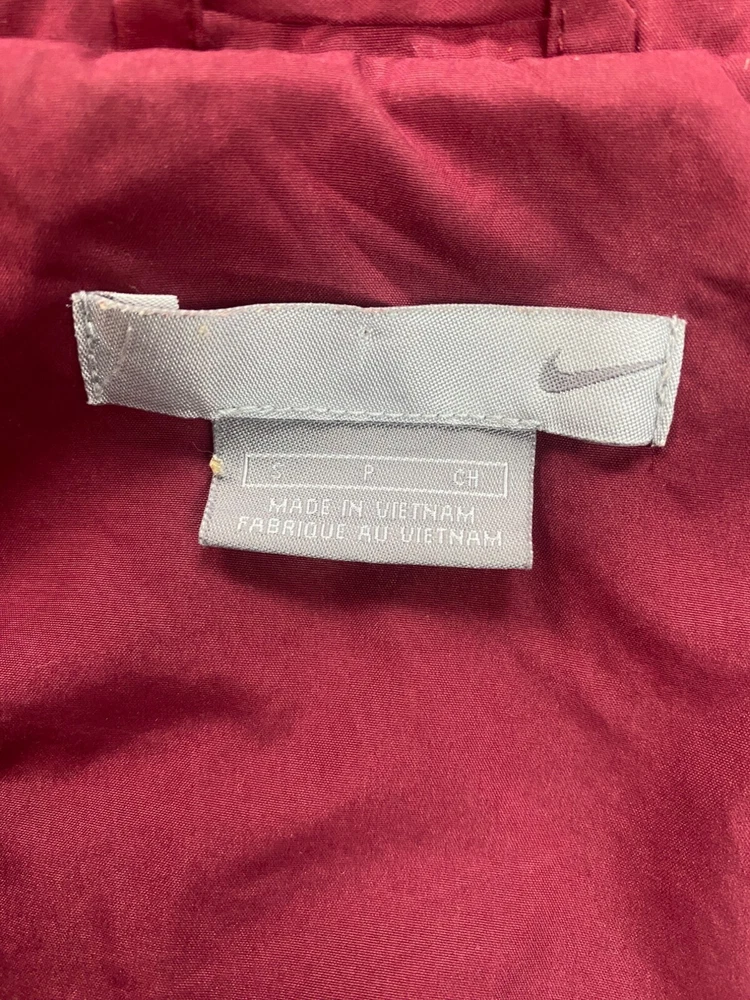 S P CH
MADE IN VIETNAM
FABRIQUE AU VIETNAM